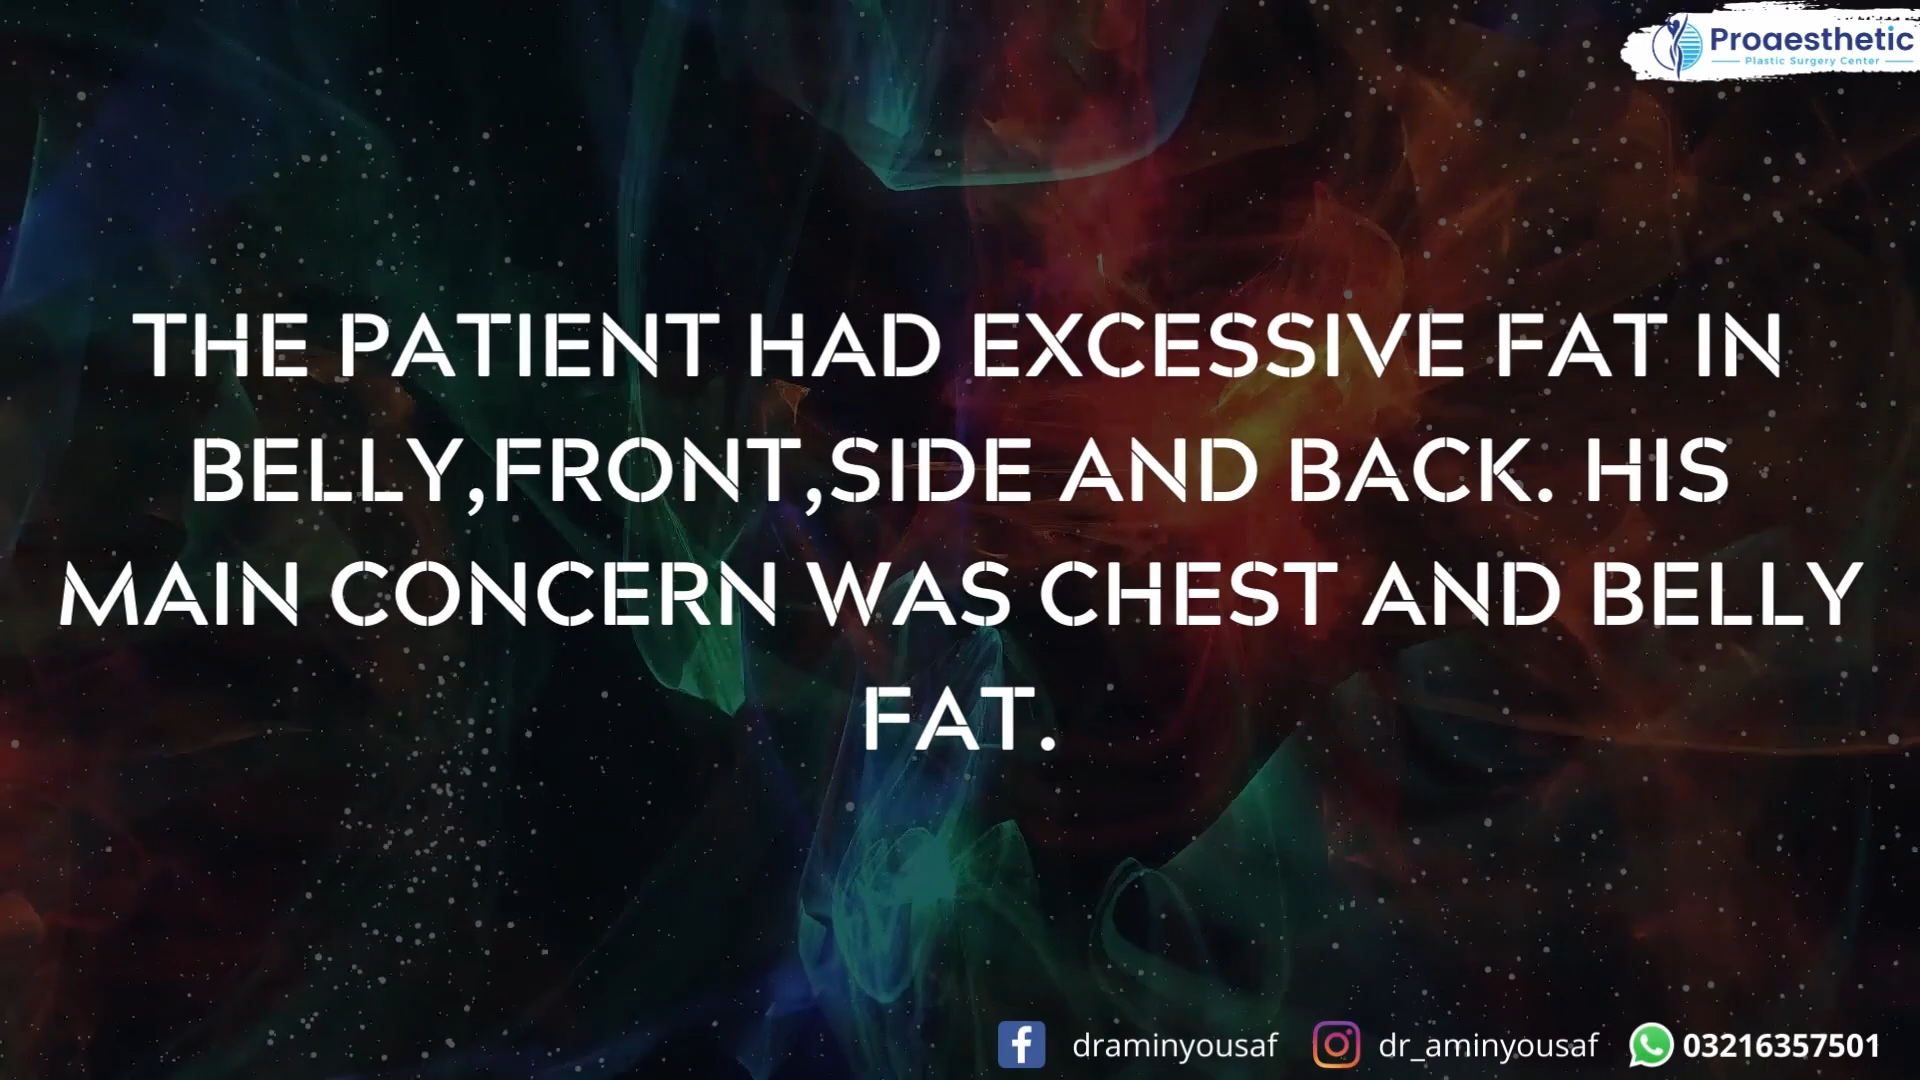 Proaesthetic
Plastic Surgery Center
THE PATIENT HAD EXCESSIVE FAT IN
BELLY,FRONT,SIDE AND BACK. HIS
MAIN CONCERN WAS CHEST AND BELLY
FAT.
draminyousaf dr_aminyousaf 03216357501